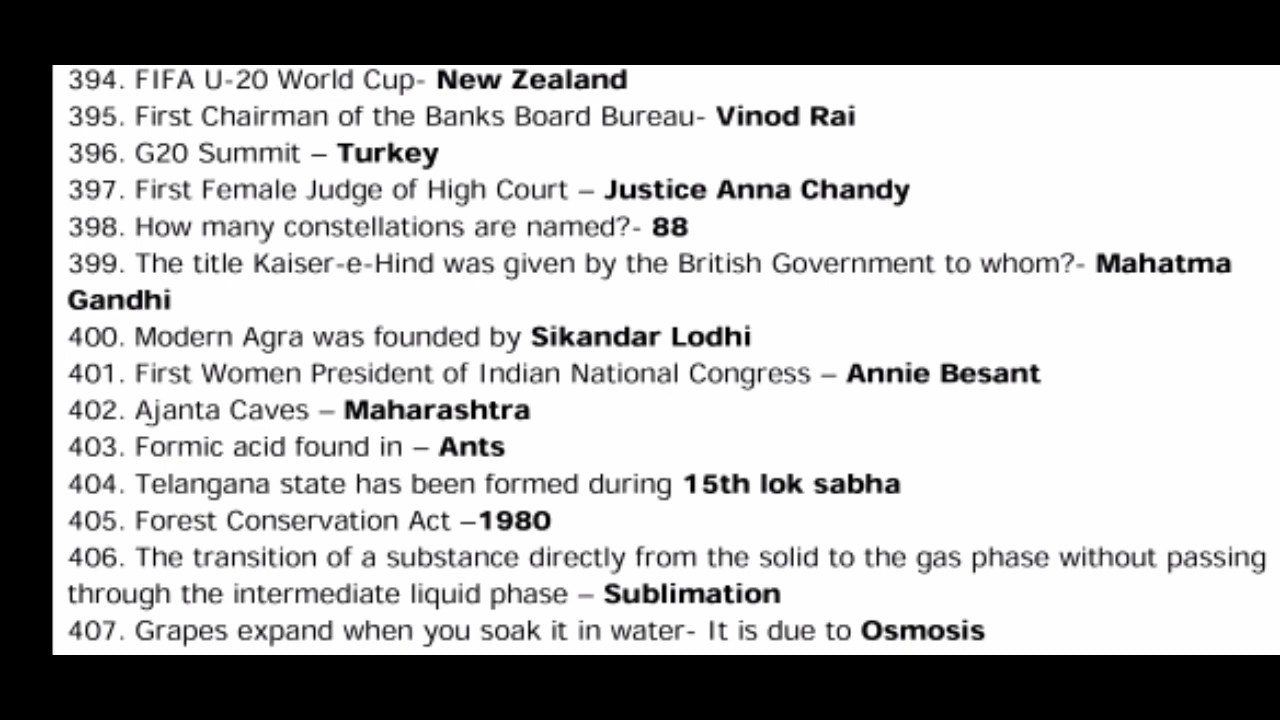 394. FIFA U-20 World Cup- New Zealand
395. First Chairman of the Banks Board Bureau- Vinod Rai
396. G20 Summit – Turkey
397. First Female Judge of High Court – Justice Anna Chandy
398. How many constellations are named?- 88
399. The title Kaiser-e-Hind was given by the British Government to whom?- Mahatma
Gandhi
400. Modern Agra was founded by Sikandar Lodhi
401. First Women President of Indian National Congress – Annie Besant
402. Ajanta Caves – Maharashtra
403. Formic acid found in – Ants
404. Telangana state has been formed during 15th lok sabha
405. Forest Conservation Act –1980
406. The transition of a substance directly from the solid to the gas phase without passing
through the intermediate liquid phase – Sublimation
407. Grapes expand when you soak it in water- It is due to Osmosis